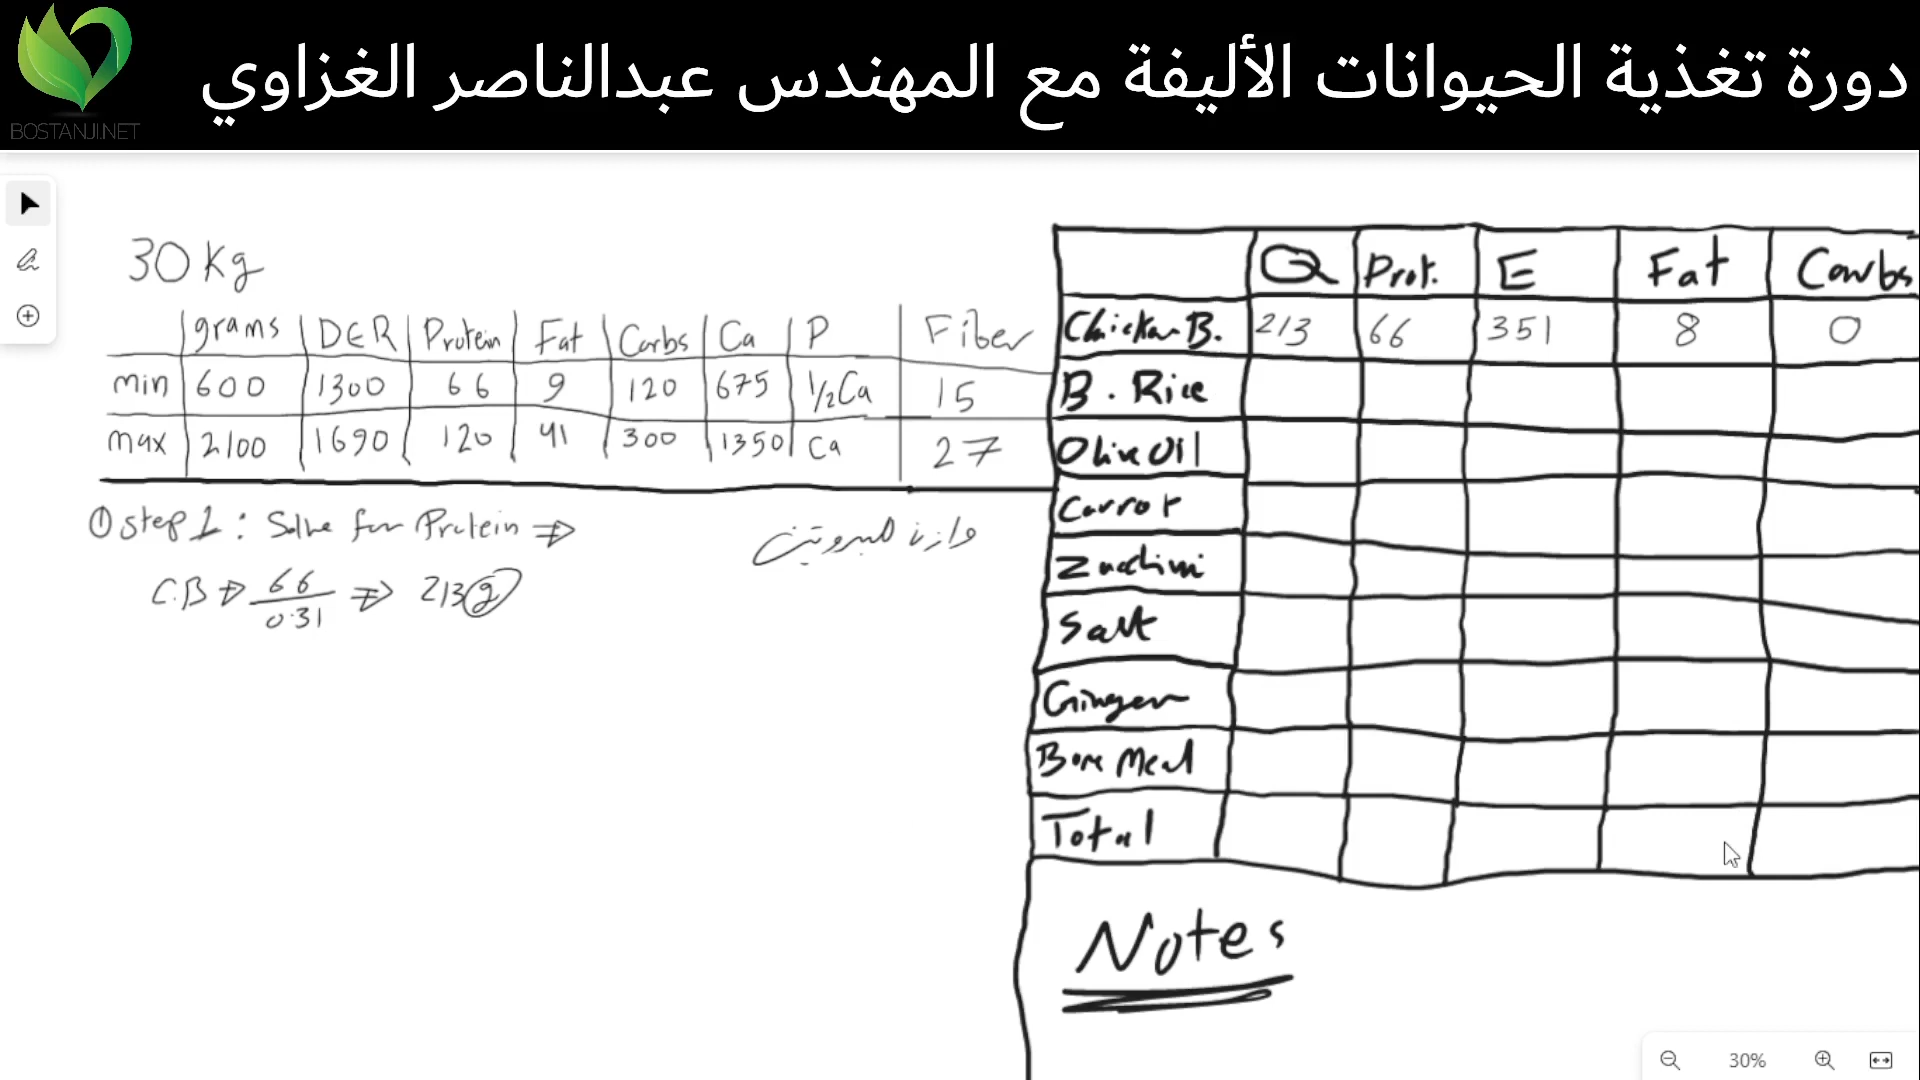 دورة تغذية الحيوانات الأليفة مع المهندس عبدالناصر الغزاوي
BOSTANJI.NET
30 Kg
grams DER Protein Fat Carbs Ca P Fiber
min 600 1300 66 9 120 675 1/2Ca 15
max 2100 1690 120 41 300 1350 Ca 27
① step 1: Solve for Protein ⇒
وازن البروتين
C.B ⇒ 66/0.31 ⇒ 213g
Q Prot. E Fat Carbs
Chicken B. 213 66 351 8 0
B. Rice
Olive Oil
Carrot
Zucchini
Salt
Ginger
Bone Meal
Total
Notes
30%